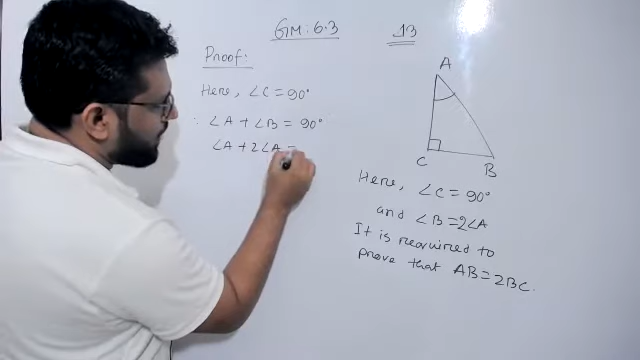 GM: 6.3
13
Proof:
Here, ∠C = 90°
∴ ∠A + ∠B = 90°
∠A + 2∠A =
A
C
B
Here, ∠C = 90°
and ∠B = 2∠A
It is required to
prove that AB = 2BC.